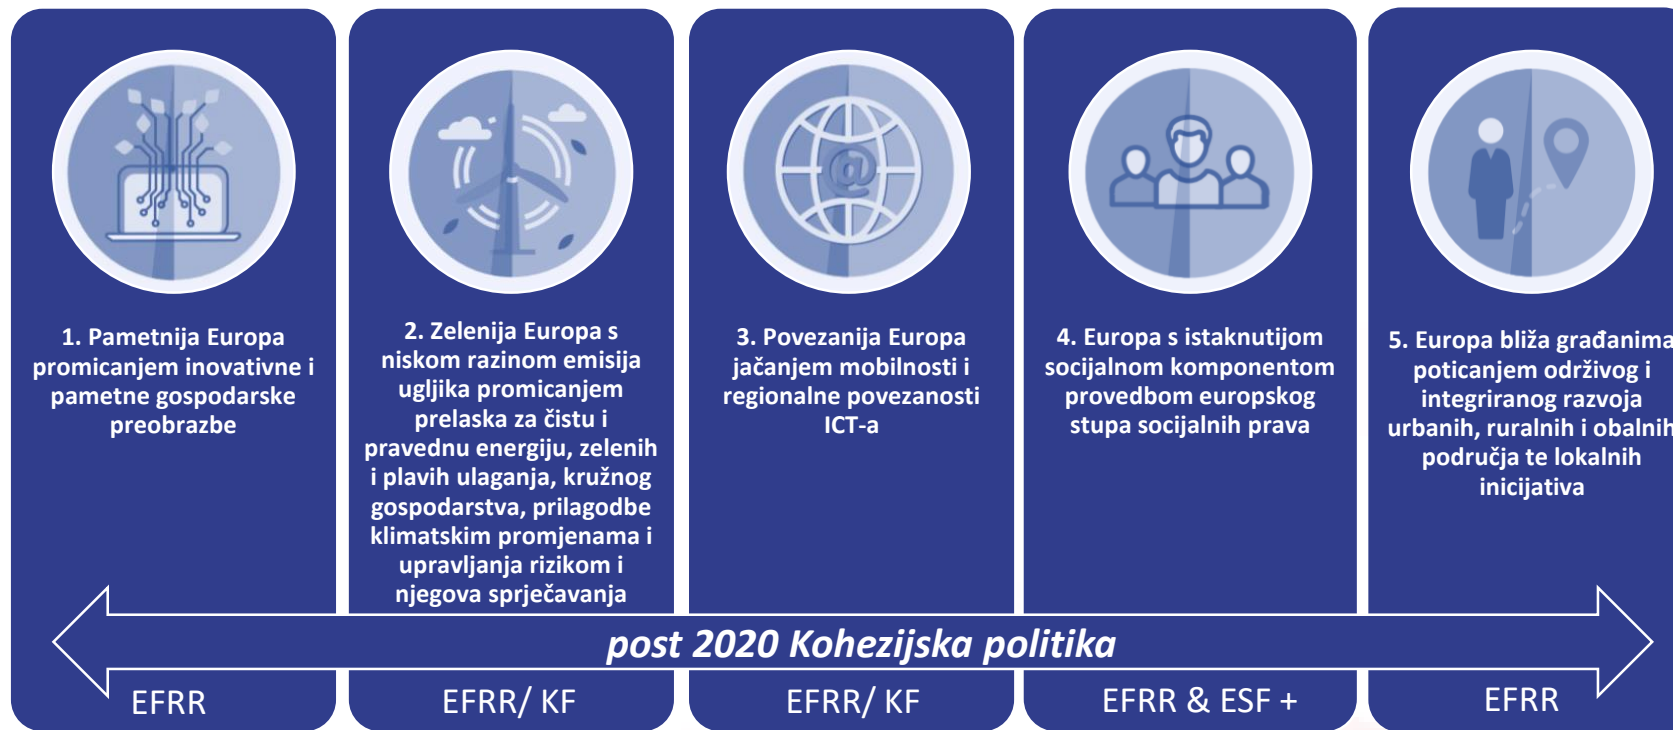 1. Pametnija Europa
promicanjem inovativne i
pametne gospodarske
preobrazbe
2. Zelenija Europa s
niskom razinom emisija
ugljika promicanjem
prelaska za čistu i
pravednu energiju, zelenih
i plavih ulaganja, kružnog
gospodarstva, prilagodbe
klimatskim promjenama i
upravljanja rizikom i
njegova sprječavanja
3. Povezanija Europa
jačanjem mobilnosti i
regionalne povezanosti
ICT-a
4. Europa s istaknutijom
socijalnom komponentom
provedbom europskog
stupa socijalnih prava
5. Europa bliža građanima
poticanjem održivog i
integriranog razvoja
urbanih, ruralnih i obalnih
područja te lokalnih
inicijativa
@
post 2020 Kohezijska politika
EFRR
EFRR/ KF
EFRR/ KF
EFRR & ESF +
EFRR